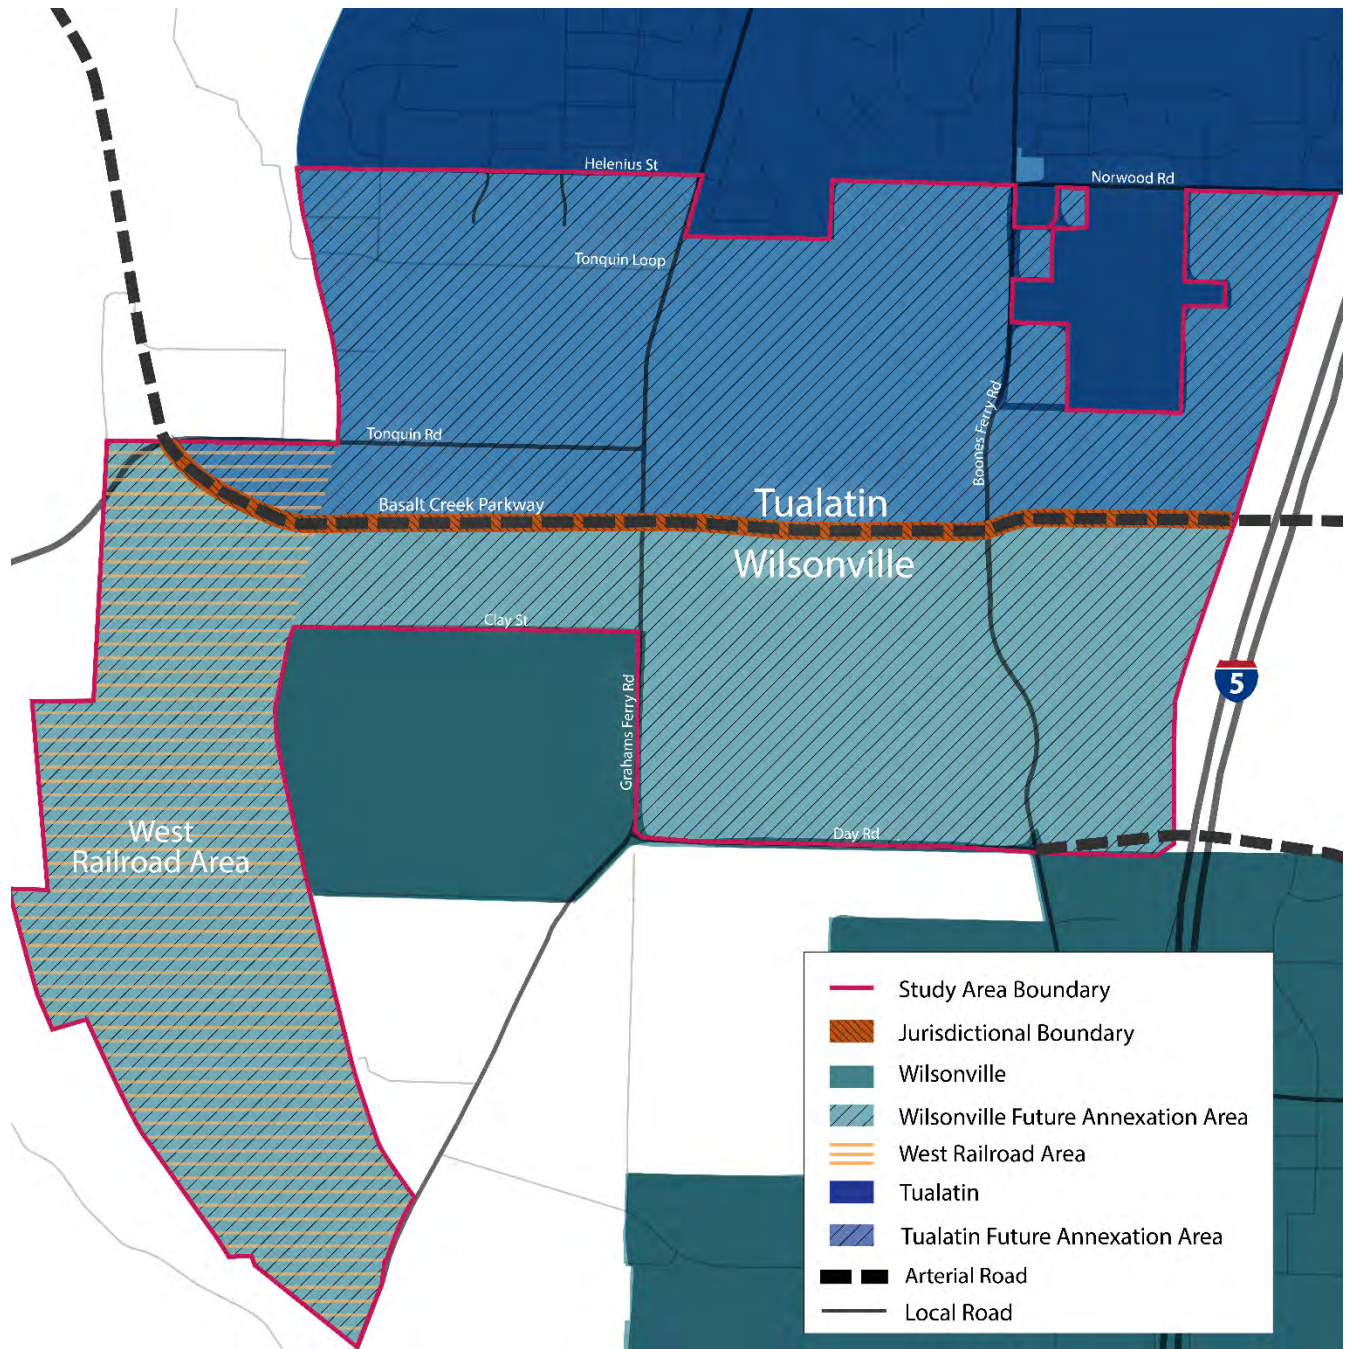 Helenius St
Norwood Rd
Tonquin Loop
Boones Ferry Rd
Tonquin Rd
Basalt Creek Parkway
Tualatin
Wilsonville
Clay St
Grahams Ferry Rd
5
West
Railroad Area
Day Rd
Study Area Boundary
Jurisdictional Boundary
Wilsonville
Wilsonville Future Annexation Area
West Railroad Area
Tualatin
Tualatin Future Annexation Area
Arterial Road
Local Road